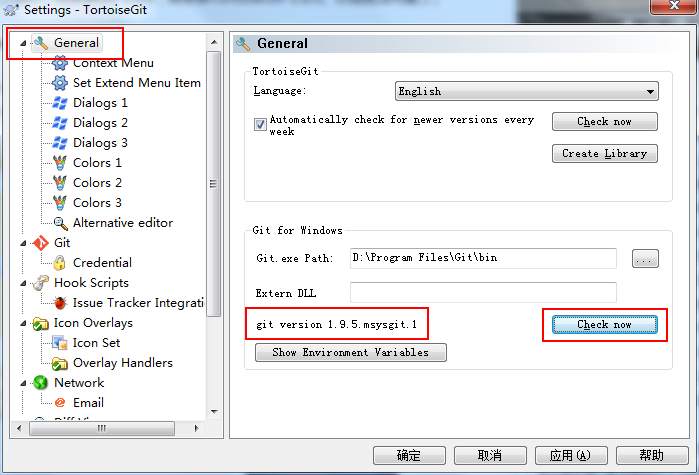 Settings - TortoiseGit
General
Context Menu
Set Extend Menu Item
Dialogs 1
Dialogs 2
Dialogs 3
Colors 1
Colors 2
Colors 3
Alternative editor
Git
Credential
Hook Scripts
Issue Tracker Integratio
Icon Overlays
Icon Set
Overlay Handlers
Network
Email
General
TortoiseGit
Language:
English
Automatically check for newer versions every
week
Check now
Create Library
Git for Windows
Git.exe Path:
D:\Program Files\Git\bin
...
Extern DLL
git version 1.9.5.msysgit.1
Check now
Show Environment Variables
确定
取消
应用(A)
帮助